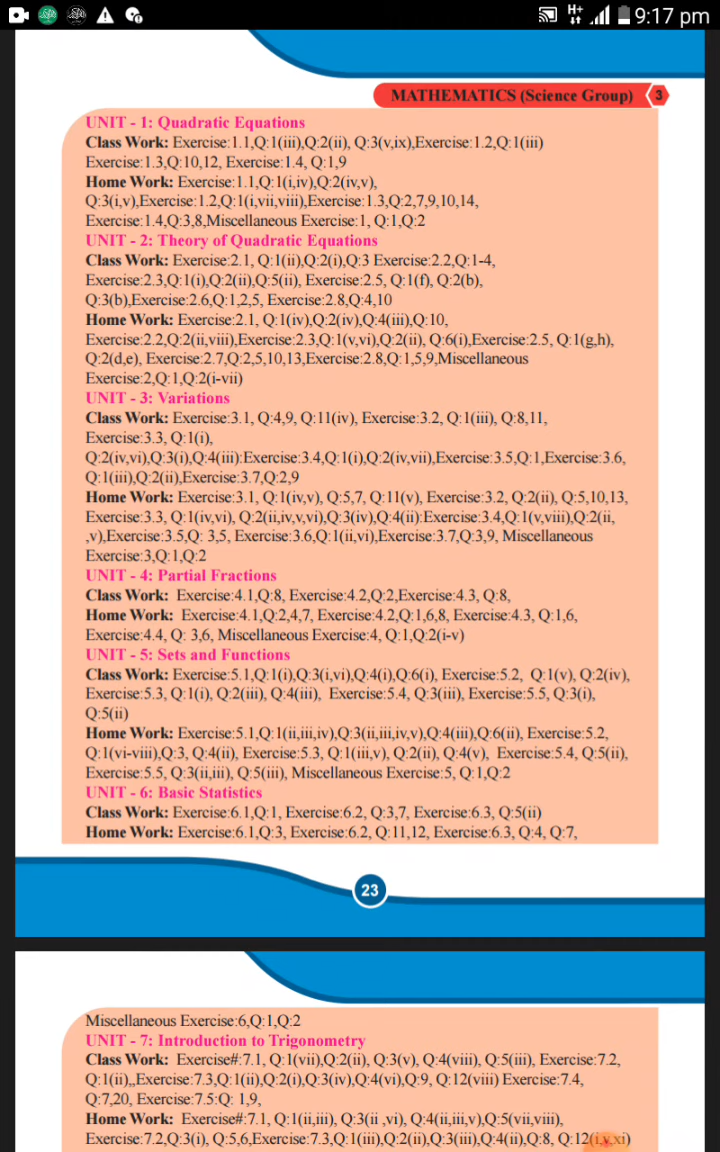 9:17 pm
MATHEMATICS (Science Group) 3
UNIT - 1: Quadratic Equations
Class Work: Exercise:1.1,Q:1(iii),Q:2(ii), Q:3(v,ix),Exercise:1.2,Q:1(iii)
Exercise:1.3,Q:10,12, Exercise:1.4, Q:1,9
Home Work: Exercise:1.1,Q:1(i,iv),Q:2(iv,v),
Q:3(i,v),Exercise:1.2,Q:1(i,vii,viii),Exercise:1.3,Q:2,7,9,10,14,
Exercise:1.4,Q:3,8,Miscellaneous Exercise:1, Q:1,Q:2
UNIT - 2: Theory of Quadratic Equations
Class Work: Exercise:2.1, Q:1(ii),Q:2(i),Q:3 Exercise:2.2,Q:1-4,
Exercise:2.3,Q:1(i),Q:2(ii),Q:5(ii), Exercise:2.5, Q:1(f), Q:2(b),
Q:3(b),Exercise:2.6,Q:1,2,5, Exercise:2.8,Q:4,10
Home Work: Exercise:2.1, Q:1(iv),Q:2(iv),Q:4(iii),Q:10,
Exercise:2.2,Q:2(ii,viii),Exercise:2.3,Q:1(v,vi),Q:2(ii), Q:6(i),Exercise:2.5, Q:1(g,h),
Q:2(d,e), Exercise:2.7,Q:2,5,10,13,Exercise:2.8,Q:1,5,9,Miscellaneous
Exercise:2,Q:1,Q:2(i-vii)
UNIT - 3: Variations
Class Work: Exercise:3.1, Q:4,9, Q:11(iv), Exercise:3.2, Q:1(iii), Q:8,11,
Exercise:3.3, Q:1(i),
Q:2(iv,vi),Q:3(i),Q:4(iii):Exercise:3.4,Q:1(i),Q:2(iv,vii),Exercise:3.5,Q:1,Exercise:3.6,
Q:1(iii),Q:2(ii),Exercise:3.7,Q:2,9
Home Work: Exercise:3.1, Q:1(iv,v), Q:5,7, Q:11(v), Exercise:3.2, Q:2(ii), Q:5,10,13,
Exercise:3.3, Q:1(iv,vi), Q:2(ii,iv,v,vi),Q:3(iv),Q:4(ii):Exercise:3.4,Q:1(v,viii),Q:2(ii,
,v),Exercise:3.5,Q: 3,5, Exercise:3.6,Q:1(ii,vi),Exercise:3.7,Q:3,9, Miscellaneous
Exercise:3,Q:1,Q:2
UNIT - 4: Partial Fractions
Class Work: Exercise:4.1,Q:8, Exercise:4.2,Q:2,Exercise:4.3, Q:8,
Home Work: Exercise:4.1,Q:2,4,7, Exercise:4.2,Q:1,6,8, Exercise:4.3, Q:1,6,
Exercise:4.4, Q: 3,6, Miscellaneous Exercise:4, Q:1,Q:2(i-v)
UNIT - 5: Sets and Functions
Class Work: Exercise:5.1,Q:1(i),Q:3(i,vi),Q:4(i),Q:6(i), Exercise:5.2, Q:1(v), Q:2(iv),
Exercise:5.3, Q:1(i), Q:2(iii), Q:4(iii), Exercise:5.4, Q:3(iii), Exercise:5.5, Q:3(i),
Q:5(ii)
Home Work: Exercise:5.1,Q:1(ii,iii,iv),Q:3(ii,iii,iv,v),Q:4(iii),Q:6(ii), Exercise:5.2,
Q:1(vi-viii),Q:3, Q:4(ii), Exercise:5.3, Q:1(iii,v), Q:2(ii), Q:4(v), Exercise:5.4, Q:5(ii),
Exercise:5.5, Q:3(ii,iii), Q:5(iii), Miscellaneous Exercise:5, Q:1,Q:2
UNIT - 6: Basic Statistics
Class Work: Exercise:6.1,Q:1, Exercise:6.2, Q:3,7, Exercise:6.3, Q:5(ii)
Home Work: Exercise:6.1,Q:3, Exercise:6.2, Q:11,12, Exercise:6.3, Q:4, Q:7,
23
Miscellaneous Exercise:6,Q:1,Q:2
UNIT - 7: Introduction to Trigonometry
Class Work: Exercise#:7.1, Q:1(vii),Q:2(ii), Q:3(v), Q:4(viii), Q:5(iii), Exercise:7.2,
Q:1(ii),,Exercise:7.3,Q:1(ii),Q:2(i),Q:3(iv),Q:4(vi),Q:9, Q:12(viii) Exercise:7.4,
Q:7,20, Exercise:7.5:Q: 1,9,
Home Work: Exercise#:7.1, Q:1(ii,iii), Q:3(ii ,vi), Q:4(ii,iii,v),Q:5(vii,viii),
Exercise:7.2,Q:3(i), Q:5,6,Exercise:7.3,Q:1(iii),Q:2(ii),Q:3(iii),Q:4(ii),Q:8, Q:12(i,v,xi)